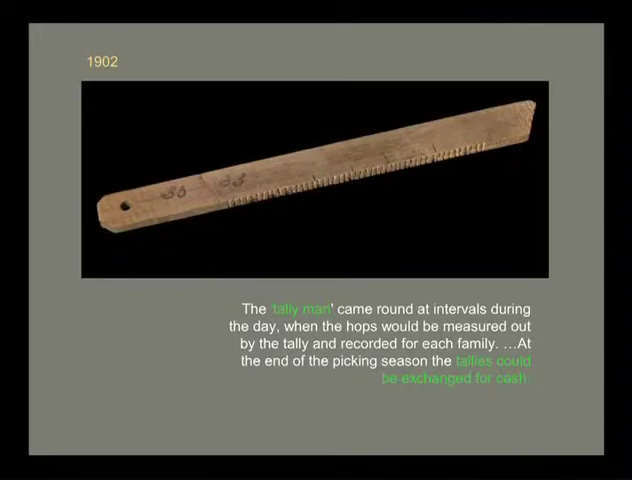 1902
33 33
The 'tally man' came round at intervals during
the day, when the hops would be measured out
by the tally and recorded for each family. …At
the end of the picking season the tallies could
be exchanged for cash.